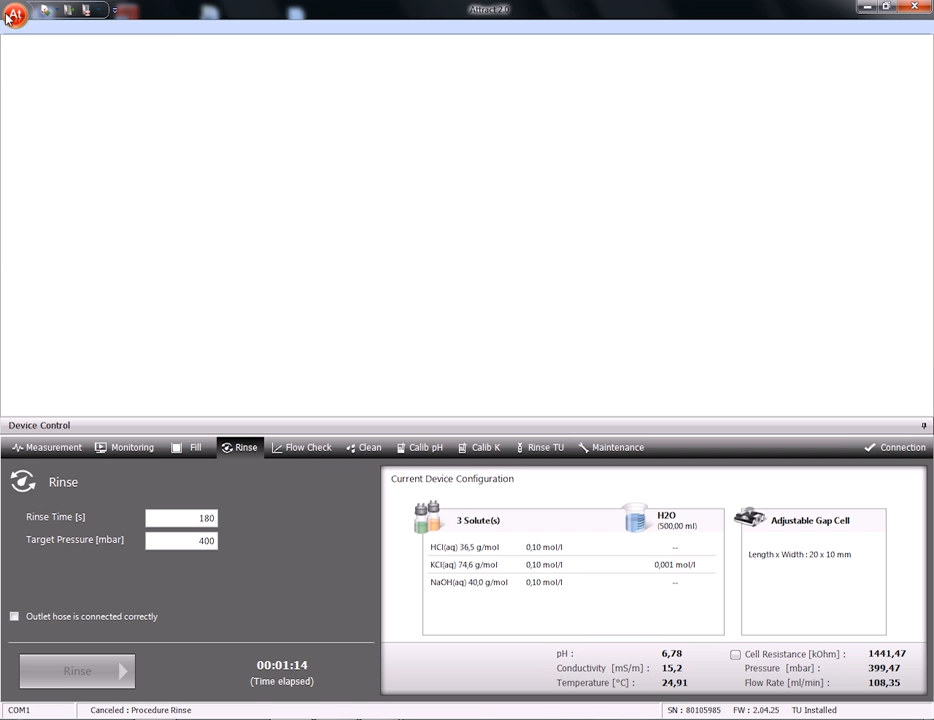 At
Attract 2.0
Device Control
Measurement Monitoring Fill Rinse Flow Check Clean Calib pH Calib K Rinse TU Maintenance Connection
Rinse
Rinse Time [s] 180
Target Pressure [mbar] 400
Outlet hose is connected correctly
Rinse
00:01:14
(Time elapsed)
Current Device Configuration
3 Solute(s)
H2O
(500,00 ml)
HCl(aq) 36,5 g/mol 0,10 mol/l --
KCl(aq) 74,6 g/mol 0,10 mol/l 0,001 mol/l
NaOH(aq) 40,0 g/mol 0,10 mol/l --
Adjustable Gap Cell
Length x Width : 20 x 10 mm
pH : 6,78
Conductivity [mS/m] : 15,2
Temperature [°C] : 24,91
Cell Resistance [kOhm] : 1441,47
Pressure [mbar] : 399,47
Flow Rate [ml/min] : 108,35
COM1 Canceled : Procedure Rinse SN : 80105985 FW : 2.04.25 TU Installed